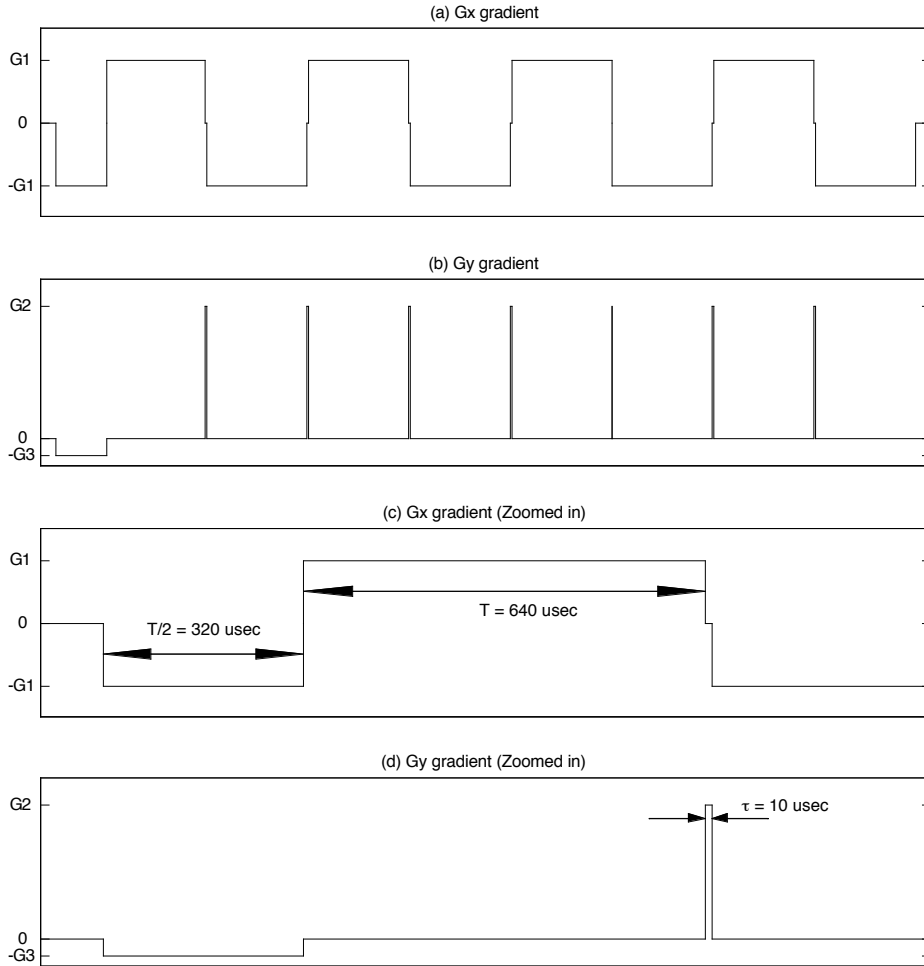 (a) Gx gradient
G1
0
-G1
(b) Gy gradient
G2
0
-G3
(c) Gx gradient (Zoomed in)
G1
T = 640 usec
T/2 = 320 usec
0
-G1
(d) Gy gradient (Zoomed in)
G2
τ = 10 usec
0
-G3